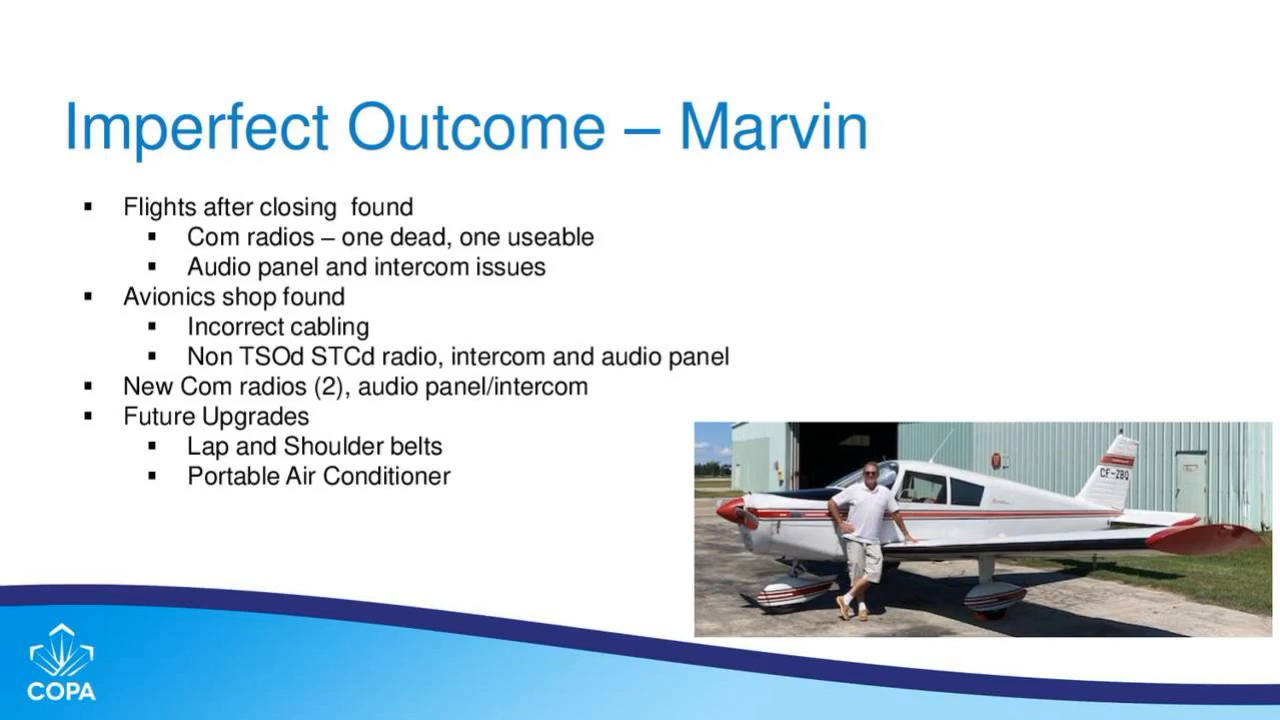 Imperfect Outcome – Marvin
▪ Flights after closing found
▪ Com radios – one dead, one useable
▪ Audio panel and intercom issues
▪ Avionics shop found
▪ Incorrect cabling
▪ Non TSOd STCd radio, intercom and audio panel
▪ New Com radios (2), audio panel/intercom
▪ Future Upgrades
▪ Lap and Shoulder belts
▪ Portable Air Conditioner
CF-ZBQ
COPA